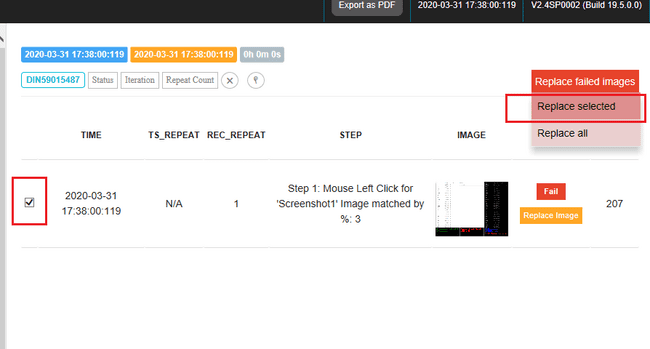 Export as PDF 2020-03-31 17:38:00:119 V2.4SP0002 (Build 19.5.0.0)
2020-03-31 17:38:00:119 2020-03-31 17:38:00:119 0h 0m 0s
DIN59015487 Status Iteration Repeat Count
Replace failed images
Replace selected
Replace all
TIME TS_REPEAT REC_REPEAT STEP IMAGE
2020-03-31
17:38:00:119
N/A
1
Step 1: Mouse Left Click for
'Screenshot1' Image matched by
%: 3
Fail
Replace Image
207